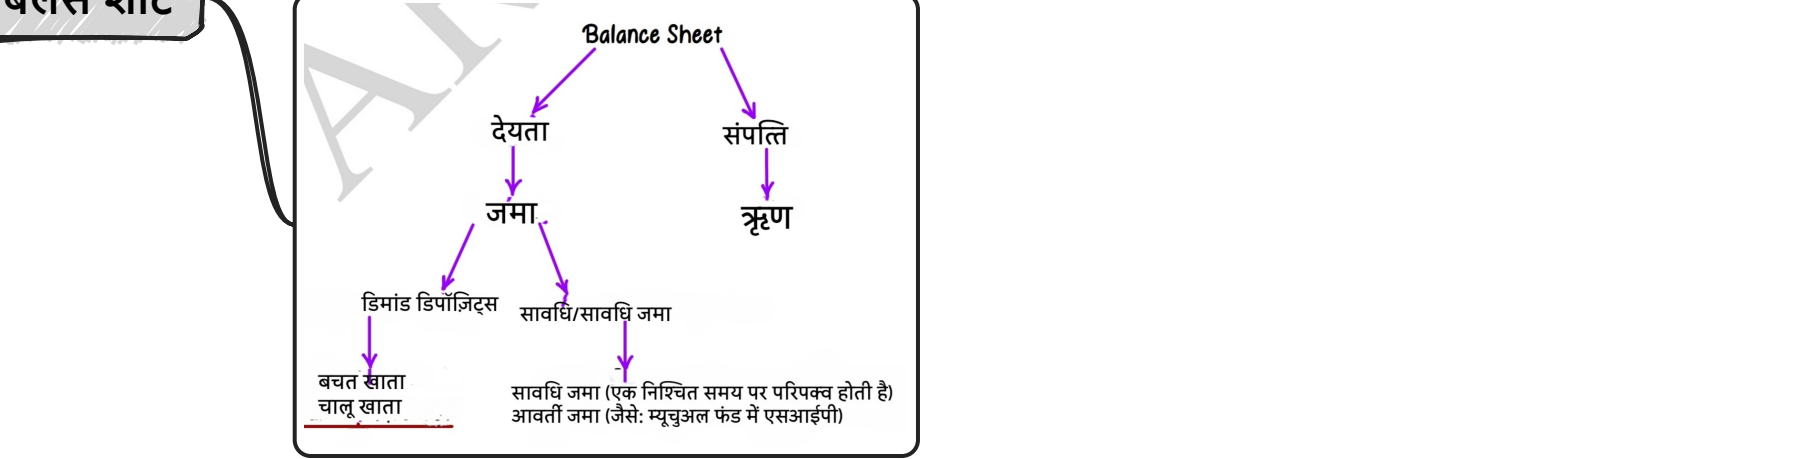 Balance Sheet
देयता
संपत्ति
जमा
ऋण
डिमांड डिपॉज़िट्स
सावधि/सावधि जमा
बचत खाता
चालू खाता
सावधि जमा (एक निश्चित समय पर परिपक्व होती है)
आवर्ती जमा (जैसे: म्यूचुअल फंड में एसआईपी)